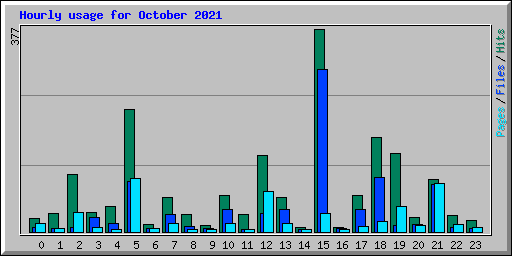 Hourly usage for October 2021
377
Pages/Files/Hits
0 1 2 3 4 5 6 7 8 9 10 11 12 13 14 15 16 17 18 19 20 21 22 23